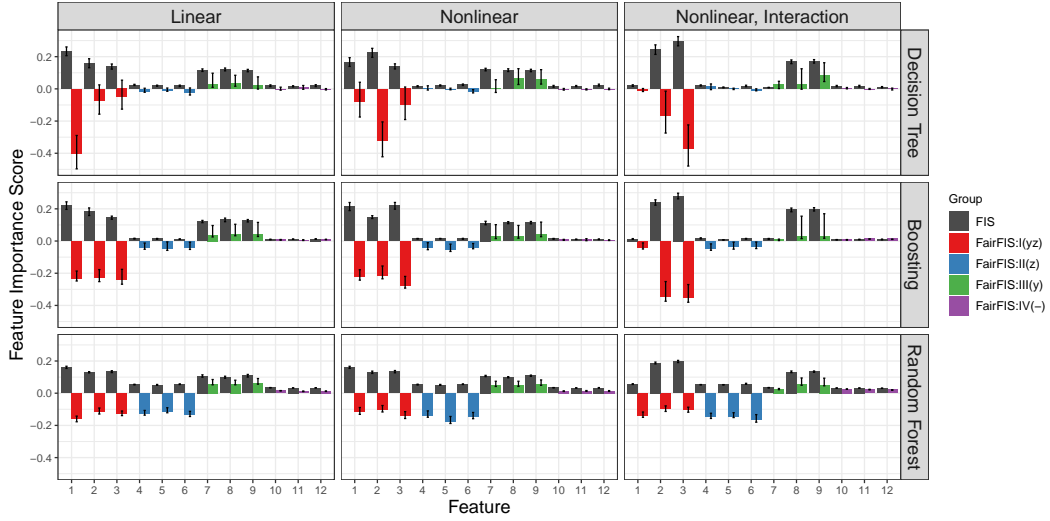 Linear
Nonlinear
Nonlinear, Interaction
Feature Importance Score
0.2
0.0
−0.2
−0.4
Decision Tree
0.2
0.0
−0.2
−0.4
Boosting
0.2
0.0
−0.2
−0.4
Random Forest
1 2 3 4 5 6 7 8 9 10 11 12
1 2 3 4 5 6 7 8 9 10 11 12
1 2 3 4 5 6 7 8 9 10 11 12
Feature
Group
FIS
FairFIS:I(yz)
FairFIS:II(z)
FairFIS:III(y)
FairFIS:IV(−)